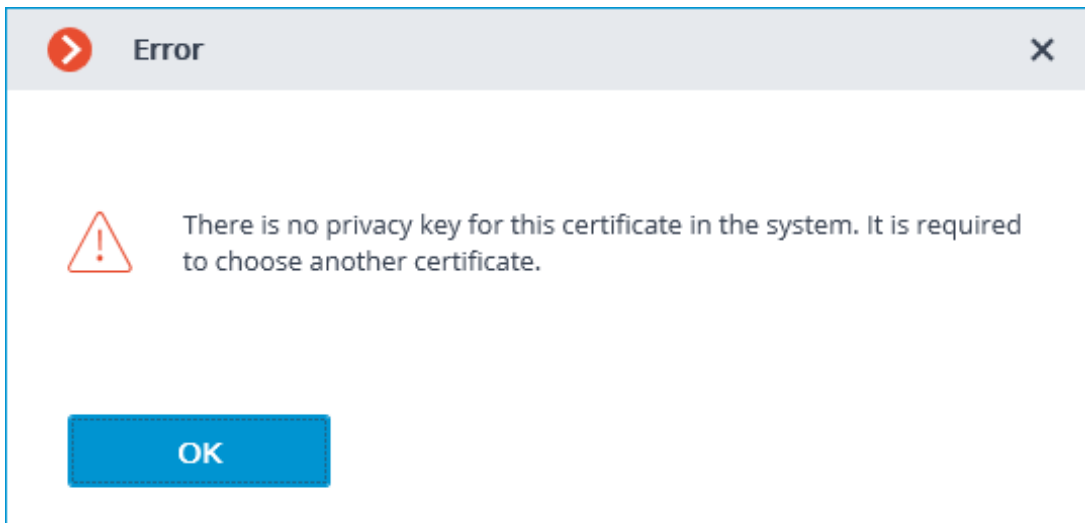 Error
There is no privacy key for this certificate in the system. It is required
to choose another certificate.
OK